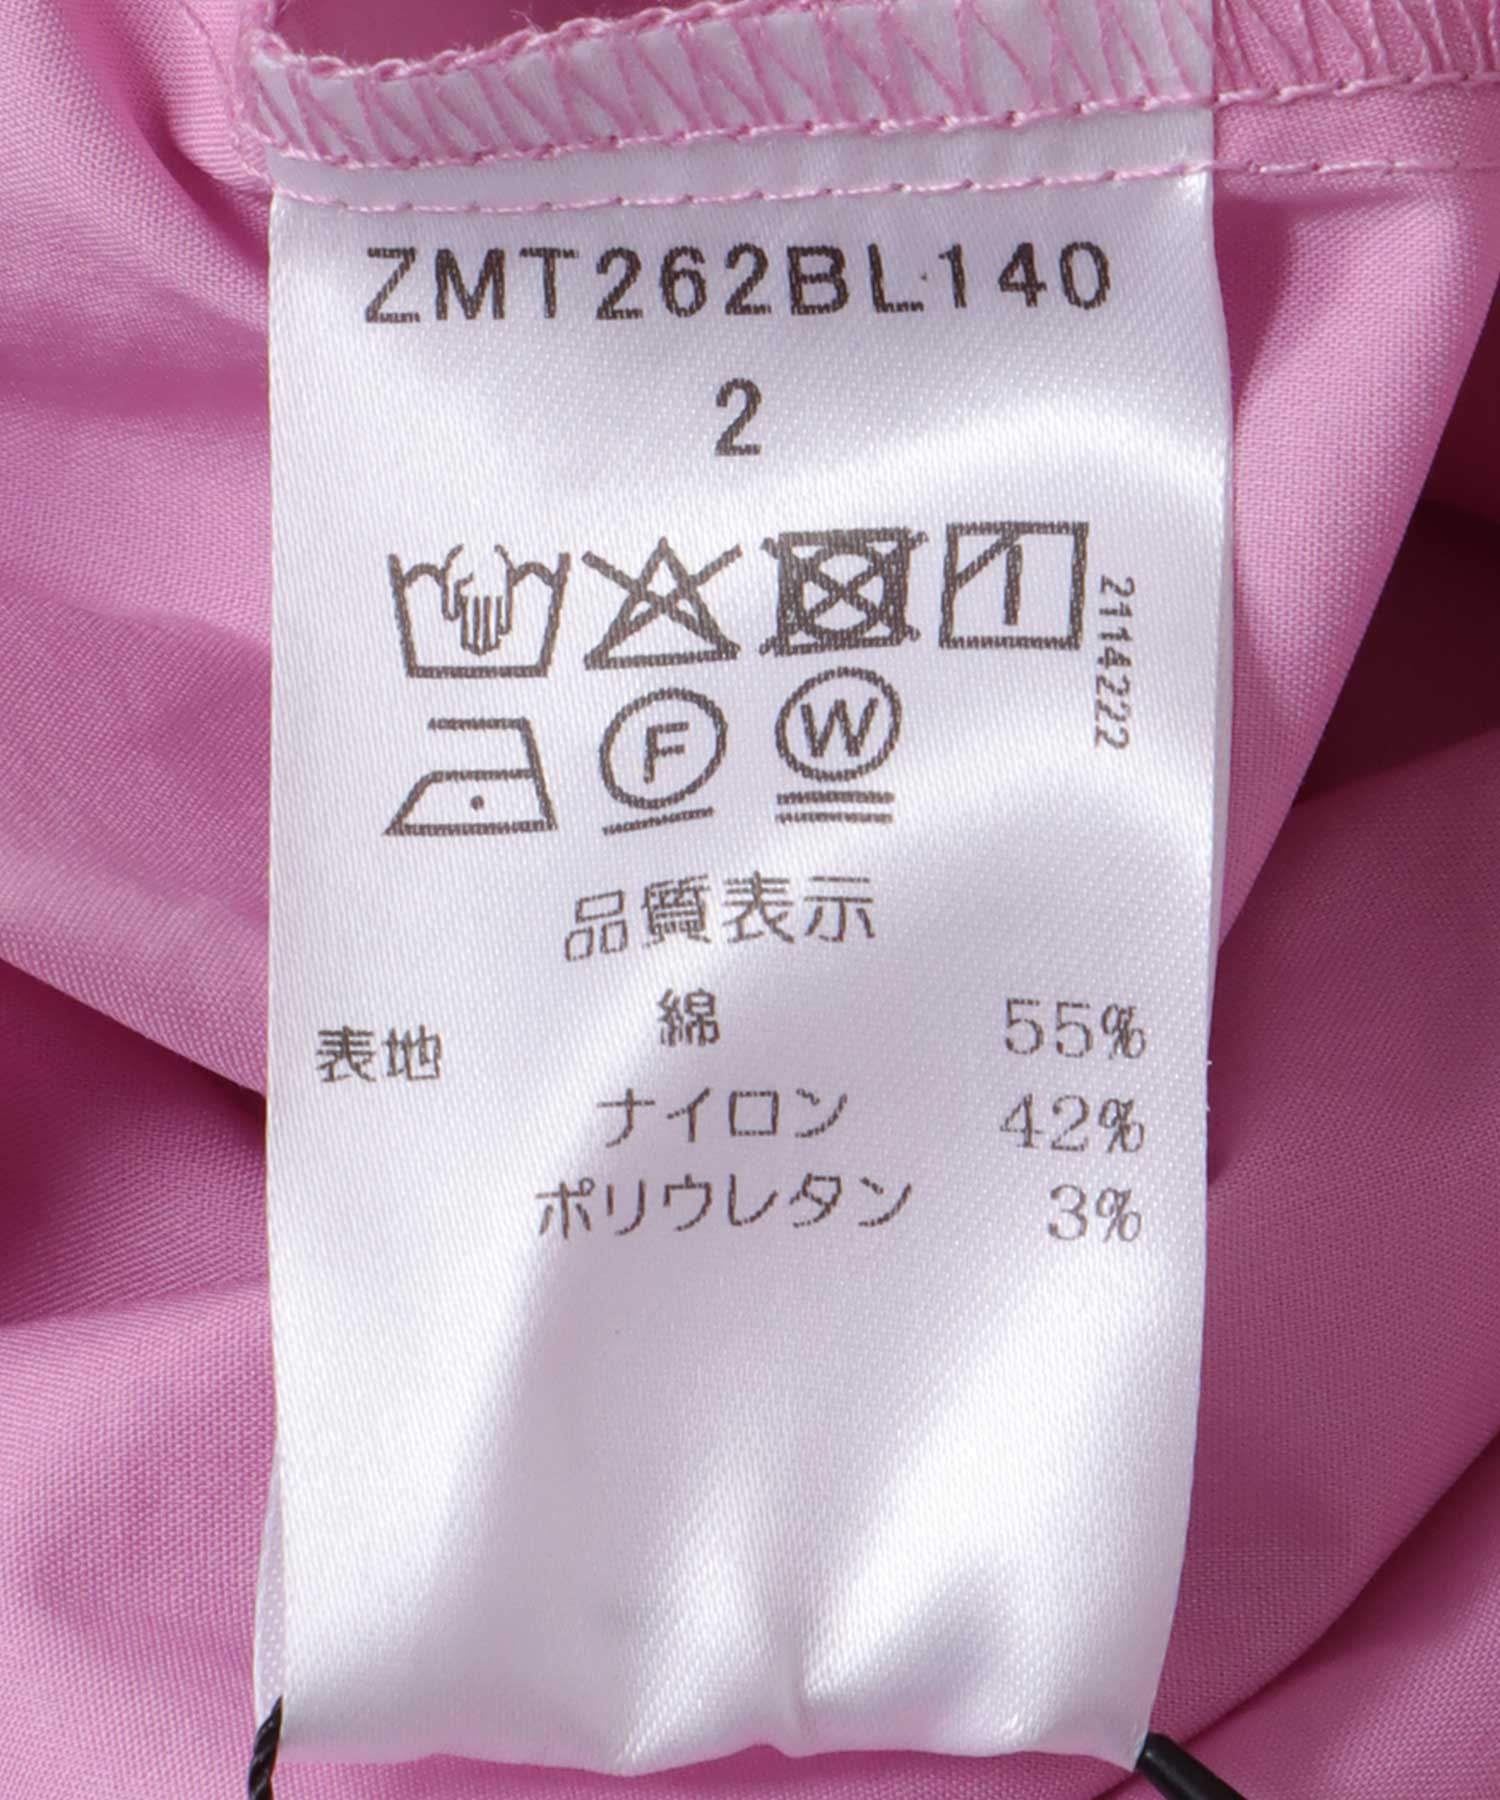 ZMT262BL140
2
2114222
F
W
品質表示
表地 綿 55%
ナイロン 42%
ポリウレタン 3%